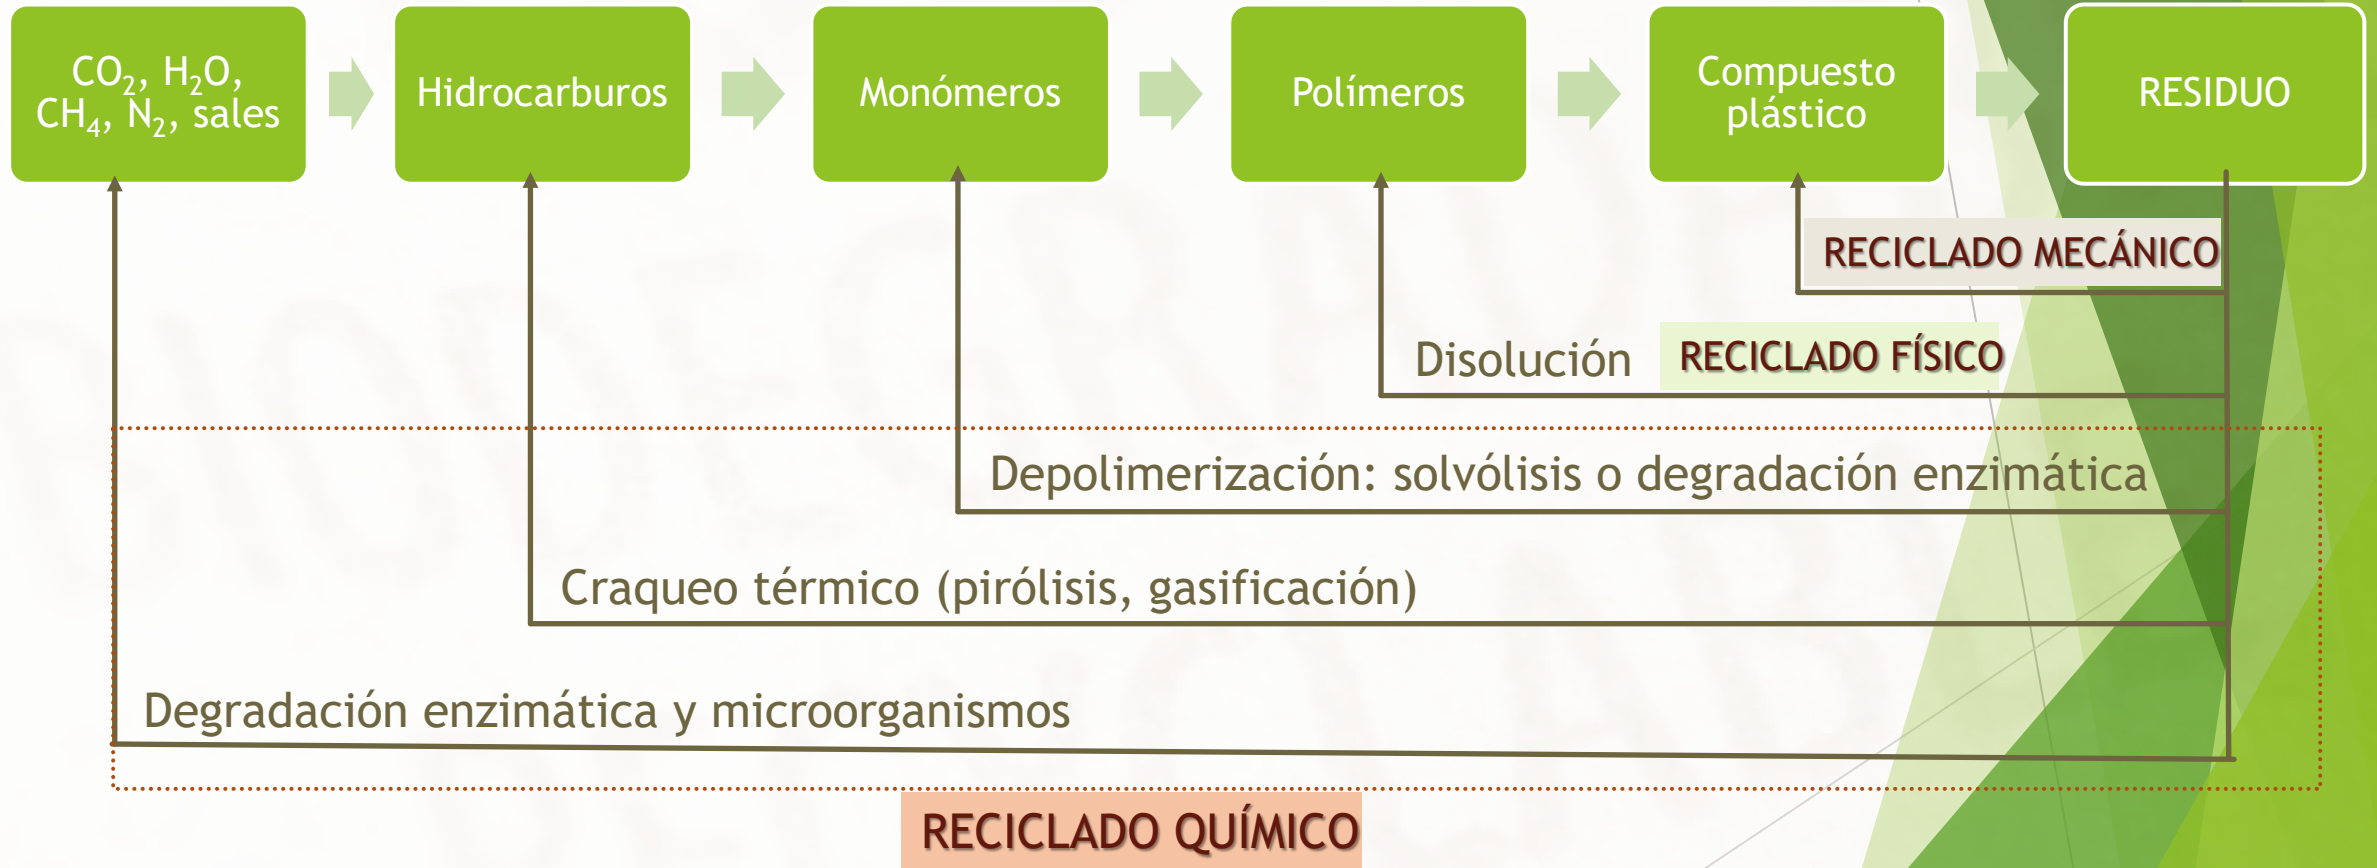 CO₂, H₂O,
CH₄, N₂, sales
Hidrocarburos
Monómeros
Polímeros
Compuesto
plástico
RESIDUO
RECICLADO MECÁNICO
Disolución
RECICLADO FÍSICO
Depolimerización: solvólisis o degradación enzimática
Craqueo térmico (pirólisis, gasificación)
Degradación enzimática y microorganismos
RECICLADO QUÍMICO